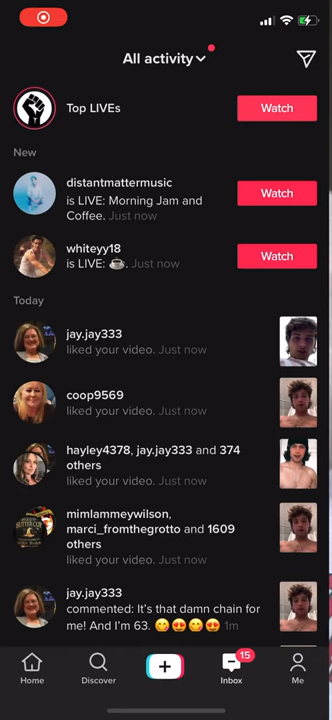 All activity
Top LIVEs
Watch
New
distantmattermusic
is LIVE: Morning Jam and
Coffee. Just now
Watch
whiteyy18
is LIVE: ☕. Just now
Watch
Today
jay.jay333
liked your video. Just now
coop9569
liked your video. Just now
hayley4378, jay.jay333 and 374
others
liked your video. Just now
mimlammeywilson,
marci_fromthegrotto and 1609
others
liked your video. Just now
jay.jay333
commented: It's that damn chain for
me! And I'm 63. 😋😍😋😍 1m
15
Home
Discover
Inbox
Me